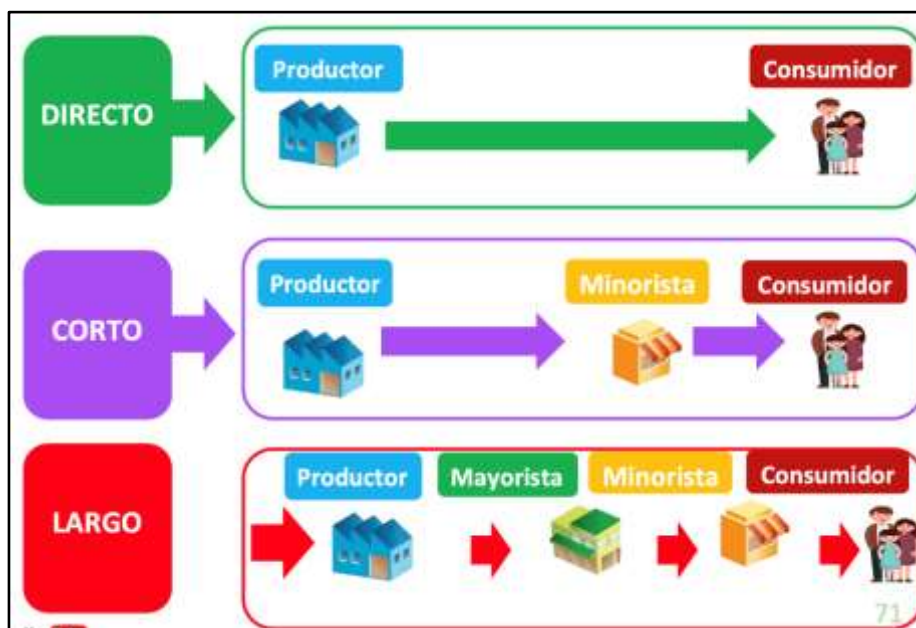 Productor Consumidor
DIRECTO
Productor Minorista Consumidor
CORTO
Productor Mayorista Minorista Consumidor
LARGO
71